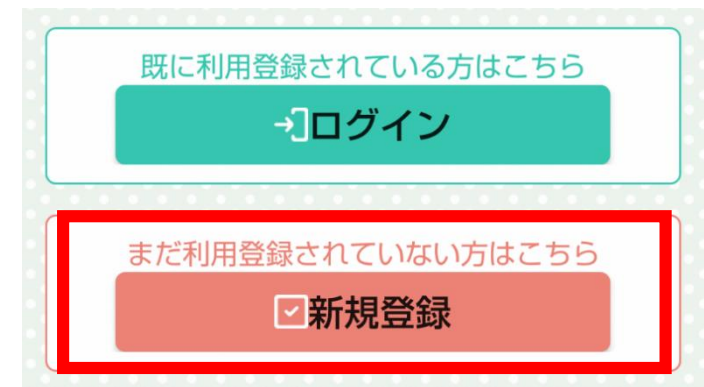 既に利用登録されている方はこちら
ログイン
まだ利用登録されていない方はこちら
新規登録